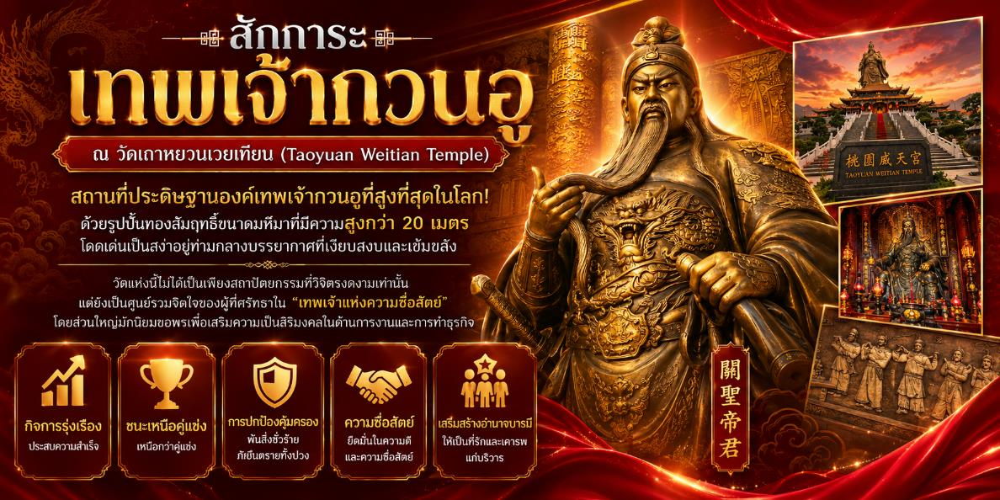 สักการะ
เทพเจ้ากวนอู
ณ วัดเถาหยวนเวยเทียน (Taoyuan Weitian Temple)
สถานที่ประดิษฐานองค์เทพเจ้ากวนอูที่สูงที่สุดในโลก!
ด้วยรูปปั้นทองสัมฤทธิ์ขนาดมหึมาที่มีความสูงกว่า 20 เมตร
โดดเด่นเป็นสง่าอยู่ท่ามกลางบรรยากาศที่เงียบสงบและเข้มขลัง
วัดแห่งนี้ไม่ได้เป็นเพียงสถาปัตยกรรมที่วิจิตรงดงามเท่านั้น
แต่ยังเป็นศูนย์รวมจิตใจของผู้ที่ศรัทธาใน "เทพเจ้าแห่งความซื่อสัตย์"
โดยส่วนใหญ่มักนิยมขอพรเพื่อเสริมความเป็นสิริมงคลในด้านการงานและการทำธุรกิจ
กิจการรุ่งเรือง
ประสบความสำเร็จ
ชนะเหนือคู่แข่ง
เหนือกว่าคู่แข่ง
การปกป้องคุ้มครอง
พ้นสิ่งชั่วร้าย
ภัยอันตรายทั้งปวง
ความซื่อสัตย์
ยึดมั่นในความดี
และความซื่อสัตย์
เสริมสร้างอำนาจบารมี
ให้เป็นที่รักและเคารพ
แก่บริวาร
桃園威天宮
TAOYUAN WEITIAN TEMPLE
關聖帝君